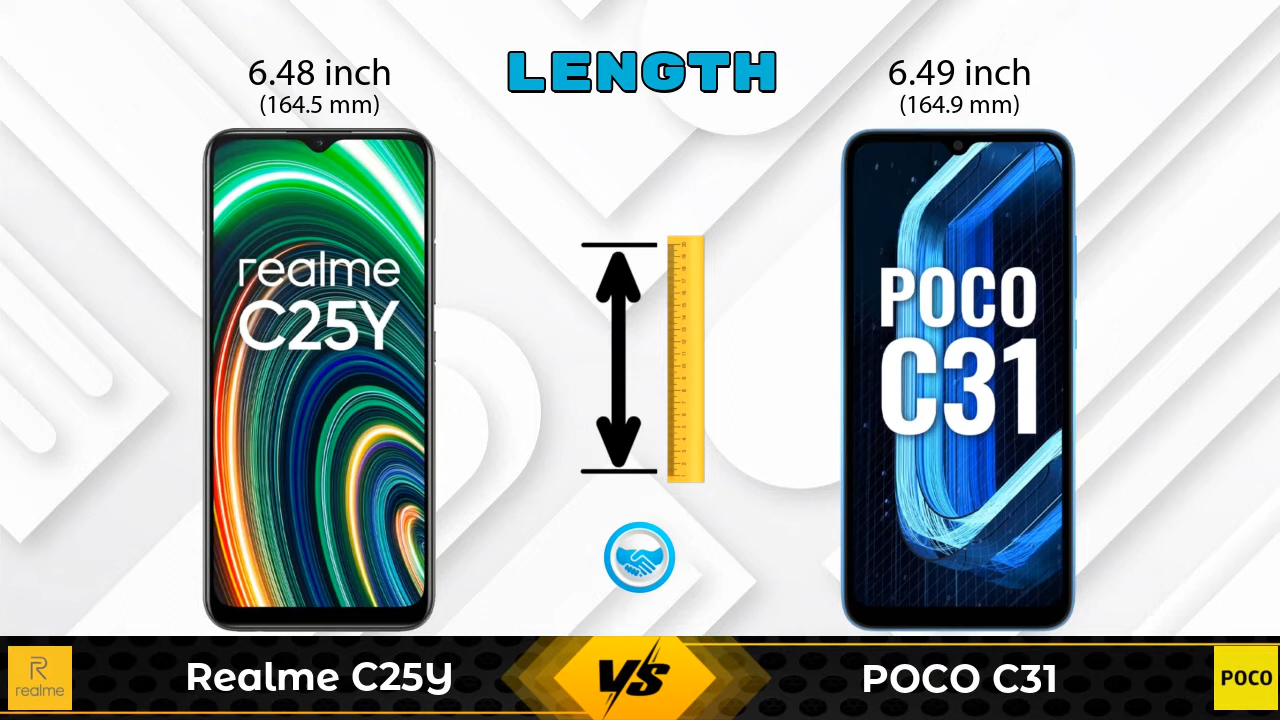 LENGTH
6.48 inch
(164.5 mm)
6.49 inch
(164.9 mm)
realme
C25Y
POCO
C31
R
realme
Realme C25Y
VS
POCO C31
POCO